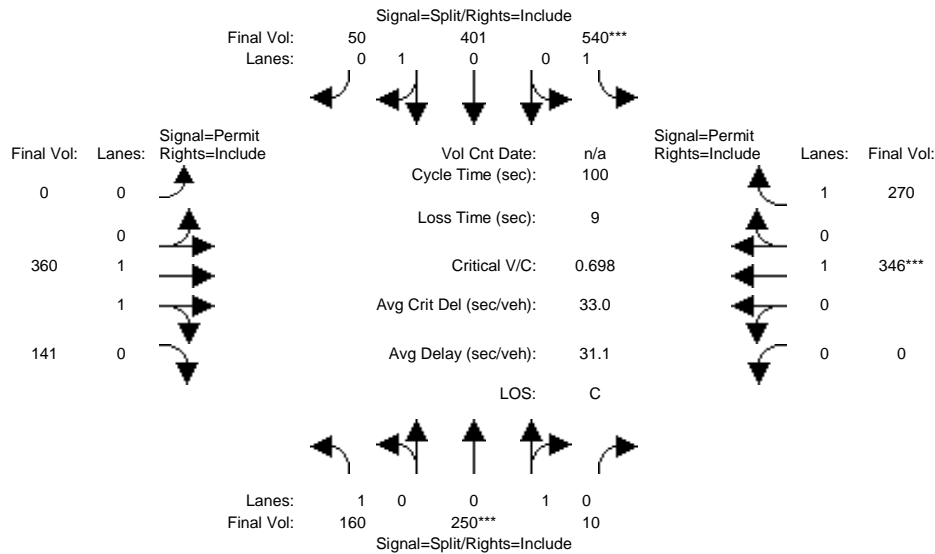 Signal=Split/Rights=Include
Final Vol: 50 401 540***
Lanes: 0 1 0 0 1
Signal=Permit
Final Vol: Lanes: Rights=Include
Vol Cnt Date: n/a
Signal=Permit
Rights=Include Lanes: Final Vol:
Cycle Time (sec): 100
0 0
1 270
Loss Time (sec): 9
0
0
360 1
Critical V/C: 0.698
1 346***
1
Avg Crit Del (sec/veh): 33.0
0
141 0
Avg Delay (sec/veh): 31.1
0 0
LOS: C
Lanes: 1 0 0 1 0
Final Vol: 160 250*** 10
Signal=Split/Rights=Include